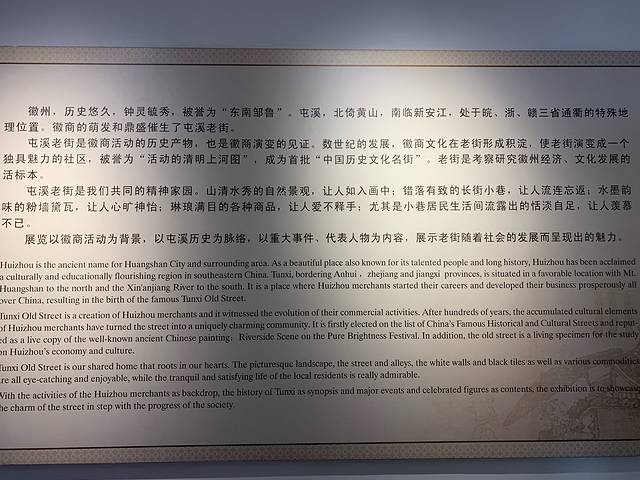 徽州，历史悠久，钟灵毓秀，被誉为“东南邹鲁”。屯溪，北倚黄山，南临新安江，处于皖、浙、赣三省通衢的特殊地
理位置。徽商的萌发和鼎盛催生了屯溪老街。
屯溪老街是徽商活动的历史产物，也是徽商演变的见证。数世纪的发展，徽商文化在老街形成积淀，使老街演变成一个
独具魅力的社区，被誉为“活动的清明上河图”，成为首批“中国历史文化名街”。老街是考察研究徽州经济、文化发展的
活标本。
屯溪老街是我们共同的精神家园。山清水秀的自然景观，让人如入画中；错落有致的长街小巷，让人流连忘返；水墨韵
味的粉墙黛瓦，让人心旷神怡；琳琅满目的各种商品，让人爱不释手；尤其是小巷居民生活间流露出的恬淡自足，让人羡慕
不已。
展览以徽商活动为背景，以屯溪历史为脉络，以重大事件、代表人物为内容，展示老街随着社会的发展而呈现出的魅力。
Huizhou is the ancient name for Huangshan City and surrounding area. As a beautiful place also known for its talented people and long history, Huizhou has been acclaimed
a culturally and educationally flourishing region in southeastern China. Tunxi, bordering Anhui，zhejiang and jiangxi provinces, is situated in a favorable location with Mt.
Huangshan to the north and the Xin'anjiang River to the south. It is a place where Huizhou merchants started their careers and developed their business prosperously all
over China, resulting in the birth of the famous Tunxi Old Street.
Tunxi Old Street is a creation of Huizhou merchants and it witnessed the evolution of their commercial activities. After hundreds of years, the accumulated cultural elements
of Huizhou merchants have turned the street into a uniquely charming community. It is firstly elected on the list of China's Famous Historical and Cultural Streets and reput-
ed as a live copy of the well-known ancient Chinese painting: Riverside Scene on the Pure Brightness Festival. In addition, the old street is a living specimen for the study
on Huizhou's economy and culture.
Tunxi Old Street is our shared home that roots in our hearts. The picturesque landscape, the street and alleys, the white walls and black tiles as well as various commodities
are all eye-catching and enjoyable, while the tranquil and satisfying life of the local residents is really admirable.
With the activities of the Huizhou merchants as backdrop, the history of Tunxi as synopsis and major events and celebrated figures as contents, the exhibition is to showcase
the charm of the street in step with the progress of the society.